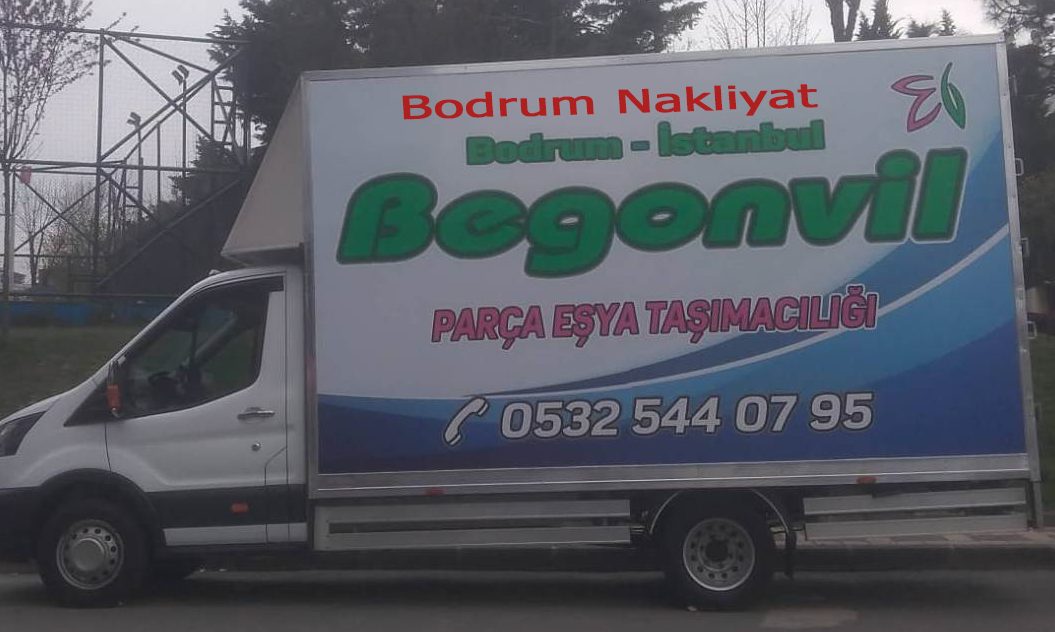 Bodrum Nakliyat
Bodrum - İstanbul
Begonvil
PARÇA EŞYA TAŞIMACILIĞI
0532 544 07 95